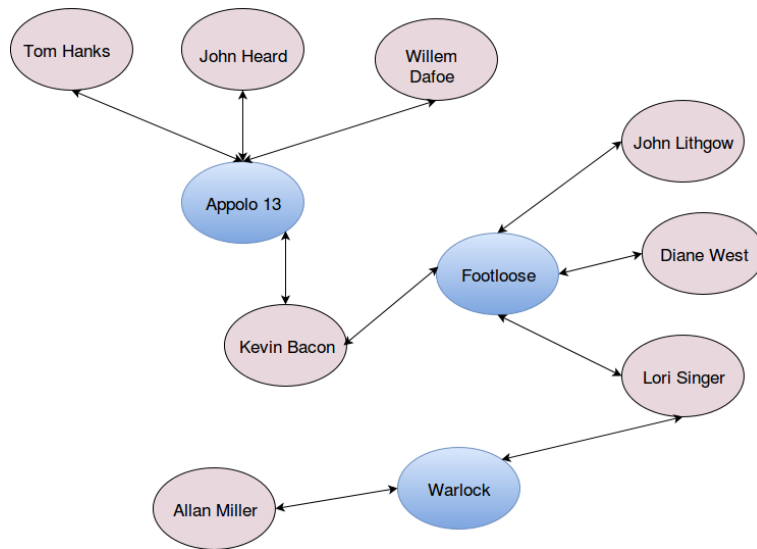 Tom Hanks
John Heard
Willem
Dafoe
John Lithgow
Appolo 13
Diane West
Footloose
Kevin Bacon
Lori Singer
Warlock
Allan Miller